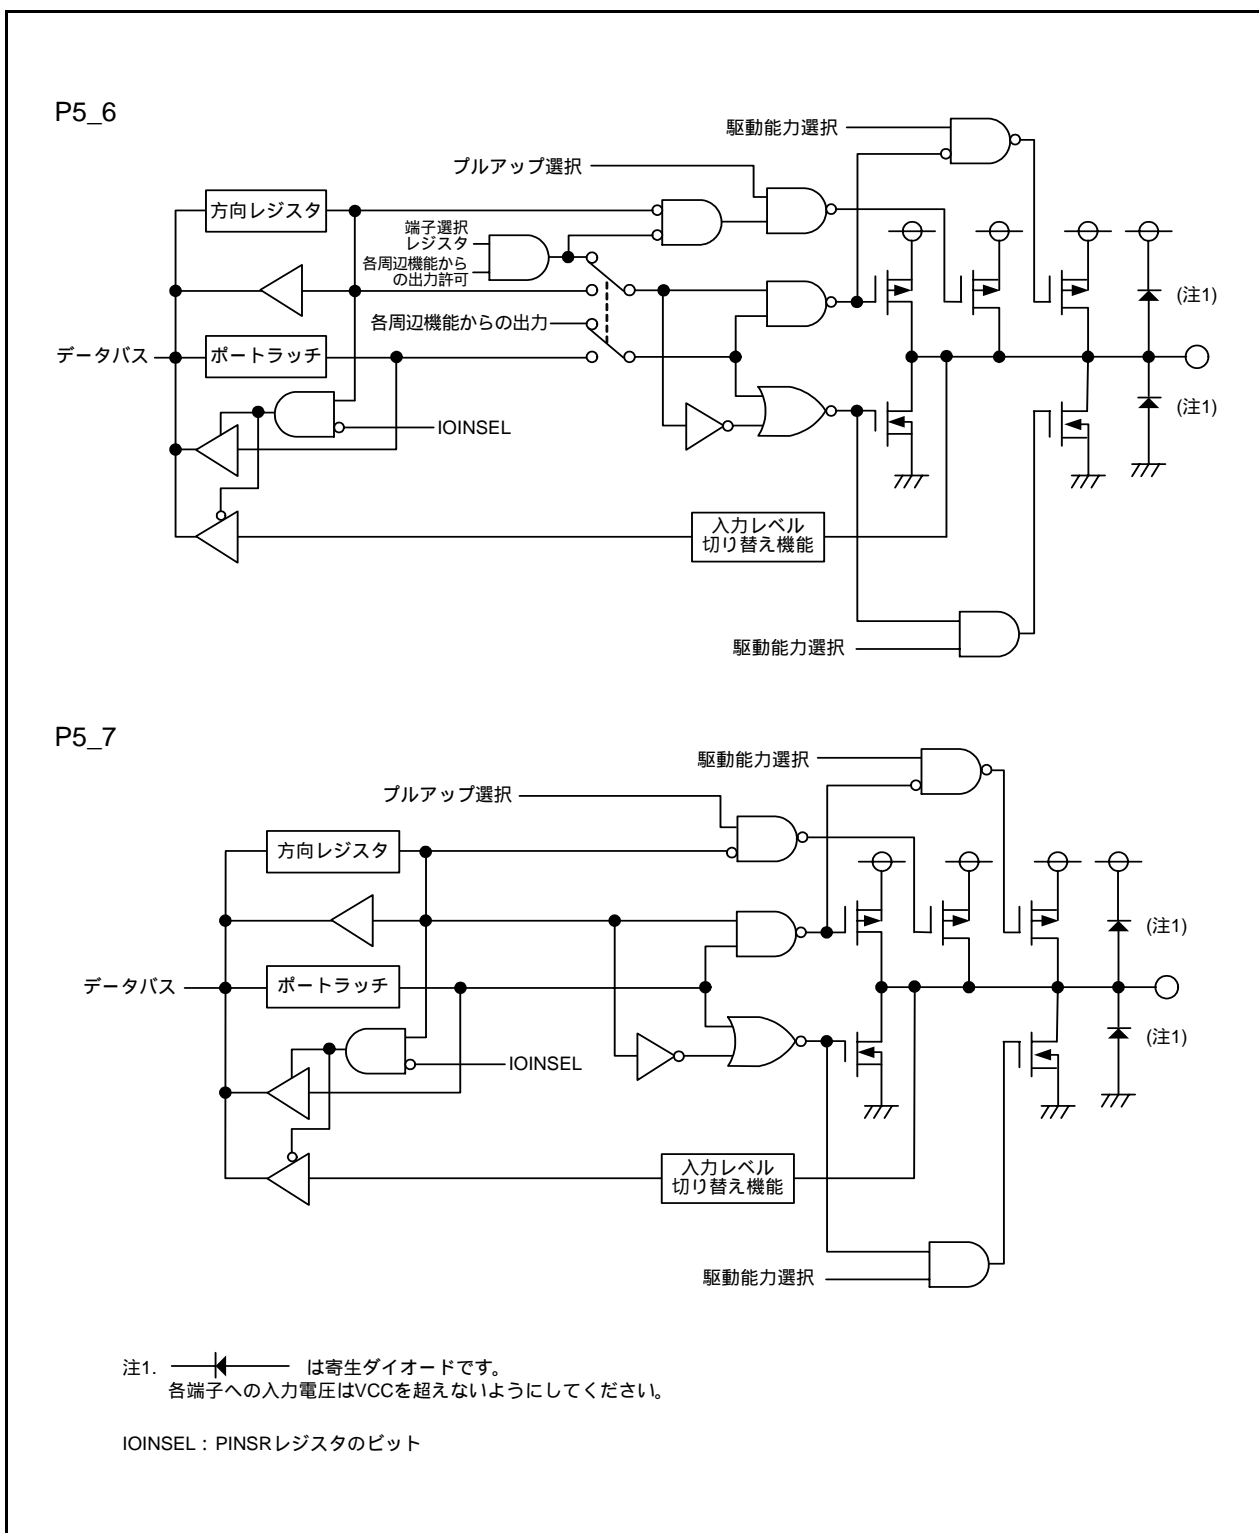 P5_6
駆動能力選択
プルアップ選択
方向レジスタ
端子選択
レジスタ
各周辺機能から
の出力許可
(注1)
各周辺機能からの出力
データバス
ポートラッチ
(注1)
IOINSEL
入力レベル
切り替え機能
駆動能力選択
P5_7
駆動能力選択
プルアップ選択
方向レジスタ
(注1)
データバス
ポートラッチ
(注1)
IOINSEL
入力レベル
切り替え機能
駆動能力選択
注1. は寄生ダイオードです。
各端子への入力電圧はVCCを超えないようにしてください。
IOINSEL : PINSRレジスタのビット